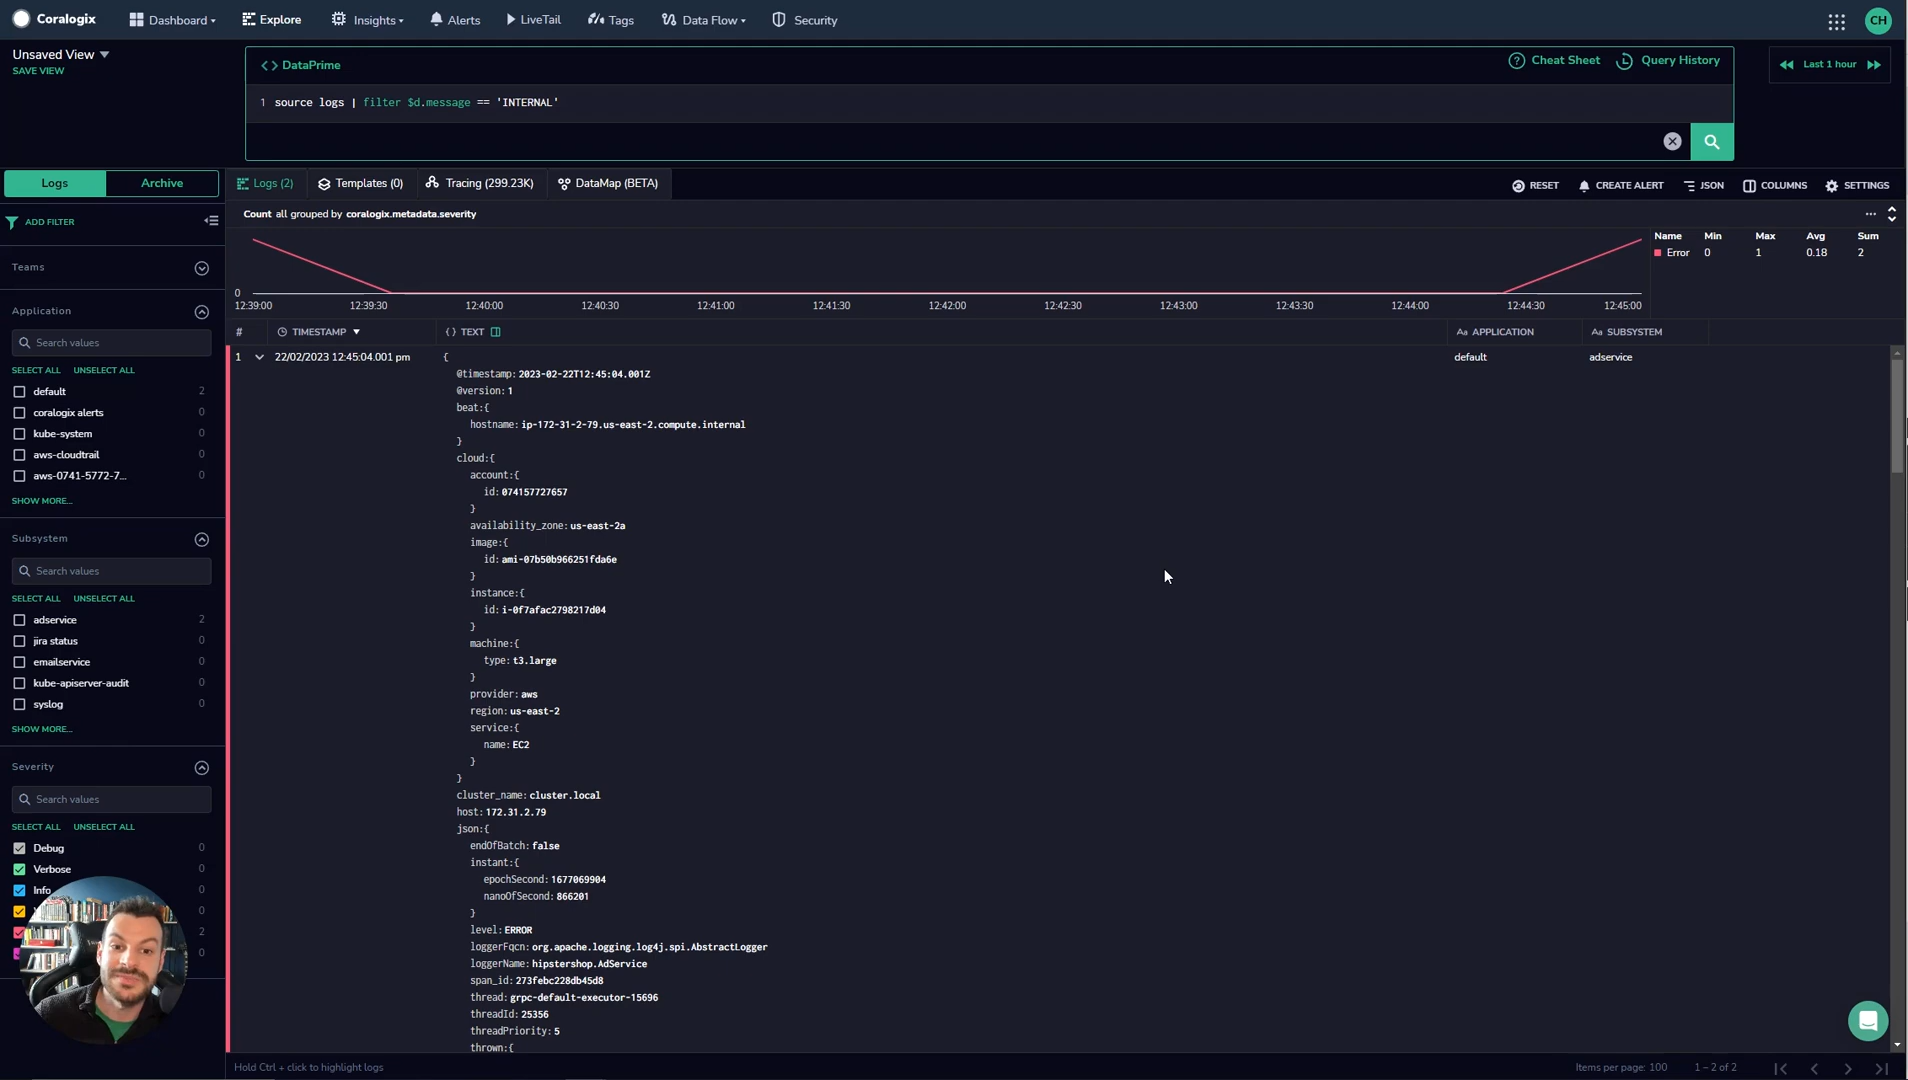 Coralogix
Dashboard
Explore
Insights
Alerts
LiveTail
Tags
Data Flow
Security
CH
Unsaved View
SAVE VIEW
<> DataPrime
Cheat Sheet
Query History
Last 1 hour
1 source logs | filter $d.message == 'INTERNAL'
Logs
Archive
Logs (2)
Templates (0)
Tracing (299.23K)
DataMap (BETA)
RESET
CREATE ALERT
JSON
COLUMNS
SETTINGS
ADD FILTER
Count all grouped by coralogix.metadata.severity
Name Min Max Avg Sum
Error 0 1 0.18 2
0
12:39:00 12:39:30 12:40:00 12:40:30 12:41:00 12:41:30 12:42:00 12:42:30 12:43:00 12:43:30 12:44:00 12:44:30 12:45:00
Teams
Application
Search values
SELECT ALL UNSELECT ALL
default 2
coralogix alerts 0
kube-system 0
aws-cloudtrail 0
aws-0741-5772-7... 0
SHOW MORE...
Subsystem
Search values
SELECT ALL UNSELECT ALL
adservice 2
jira status 0
emailservice 0
kube-apiserver-audit 0
syslog 0
SHOW MORE...
Severity
Search values
SELECT ALL UNSELECT ALL
Debug 0
Verbose 0
Info 0
0
2
0
# TIMESTAMP {} TEXT Aa APPLICATION Aa SUBSYSTEM
1 22/02/2023 12:45:04.001 pm { default adservice
@timestamp: 2023-02-22T12:45:04.001Z
@version: 1
beat:{
hostname: ip-172-31-2-79.us-east-2.compute.internal
}
cloud:{
account:{
id: 074157727657
}
availability_zone: us-east-2a
image:{
id: ami-07b50b966251fda6e
}
instance:{
id: i-0f7afac2798217d04
}
machine:{
type: t3.large
}
provider: aws
region: us-east-2
service:{
name: EC2
}
}
cluster_name: cluster.local
host: 172.31.2.79
json:{
endOfBatch: false
instant:{
epochSecond: 1677069904
nanoOfSecond: 866201
}
level: ERROR
loggerFqcn: org.apache.logging.log4j.spi.AbstractLogger
loggerName: hipstershop.AdService
span_id: 273febc228db45d8
thread: grpc-default-executor-15696
threadId: 25356
threadPriority: 5
thrown:{
Hold Ctrl + click to highlight logs
Items per page: 100
1 – 2 of 2